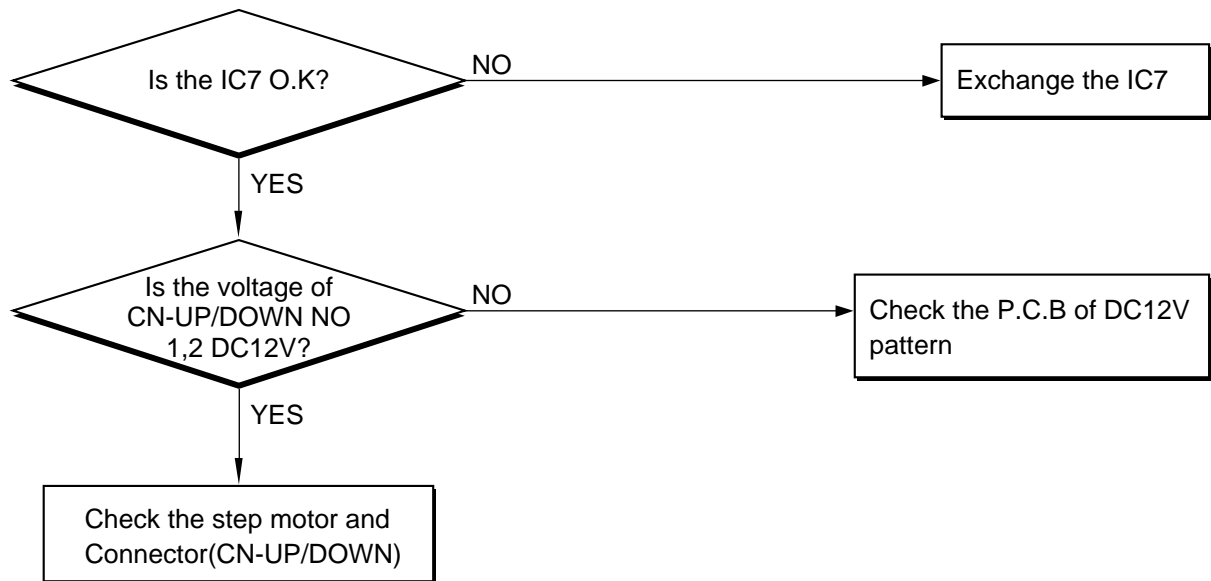 Is the IC7 O.K?
NO
Exchange the IC7
YES
Is the voltage of
CN-UP/DOWN NO
1,2 DC12V?
NO
Check the P.C.B of DC12V
pattern
YES
Check the step motor and
Connector(CN-UP/DOWN)